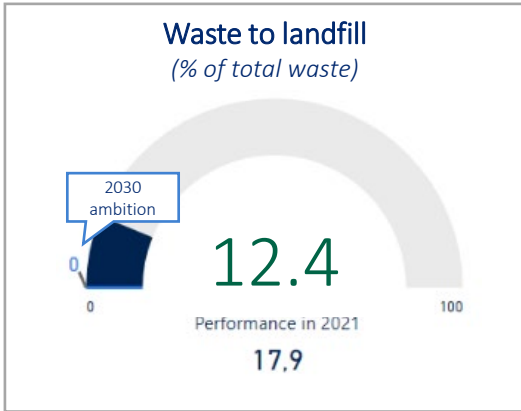 Waste to landfill
(% of total waste)
2030
ambition
0
12.4
0
100
Performance in 2021
17,9